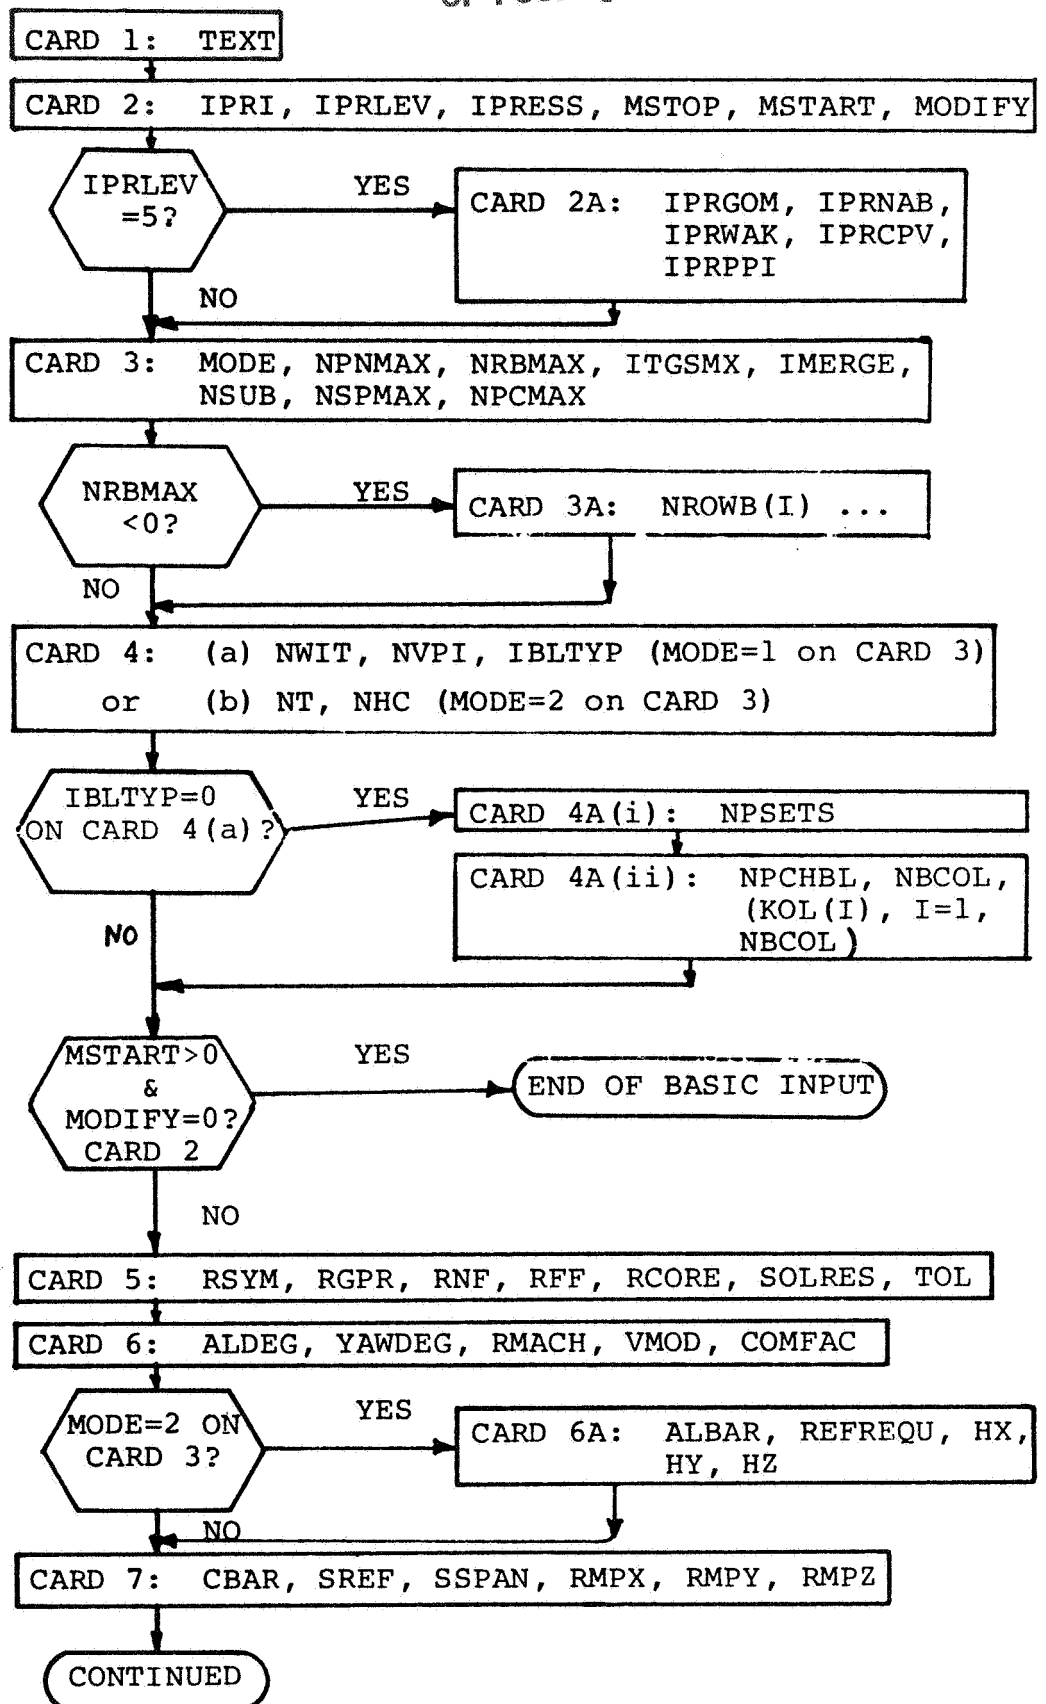 CARD 1: TEXT
CARD 2: IPRI, IPRLEV, IPRESS, MSTOP, MSTART, MODIFY
IPRLEV
=5?
YES
CARD 2A: IPRGOM, IPRNAB,
IPRWAK, IPRCPV,
IPRPPI
NO
CARD 3: MODE, NPNMAX, NRBMAX, ITGSMX, IMERGE,
NSUB, NSPMAX, NPCMAX
NRBMAX
<0?
YES
CARD 3A: NROWB(I) ...
NO
CARD 4: (a) NWIT, NVPI, IBLTYP (MODE=1 on CARD 3)
or (b) NT, NHC (MODE=2 on CARD 3)
IBLTYP=0
ON CARD 4(a)?
YES
CARD 4A(i): NPSETS
CARD 4A(ii): NPCHBL, NBCOL,
(KOL(I), I=1,
NBCOL)
NO
MSTART>0
&
MODIFY=0?
CARD 2
YES
END OF BASIC INPUT
NO
CARD 5: RSYM, RGPR, RNF, RFF, RCORE, SOLRES, TOL
CARD 6: ALDEG, YAWDEG, RMACH, VMOD, COMFAC
MODE=2 ON
CARD 3?
YES
CARD 6A: ALBAR, REFREQU, HX,
HY, HZ
NO
CARD 7: CBAR, SREF, SSPAN, RMPX, RMPY, RMPZ
CONTINUED